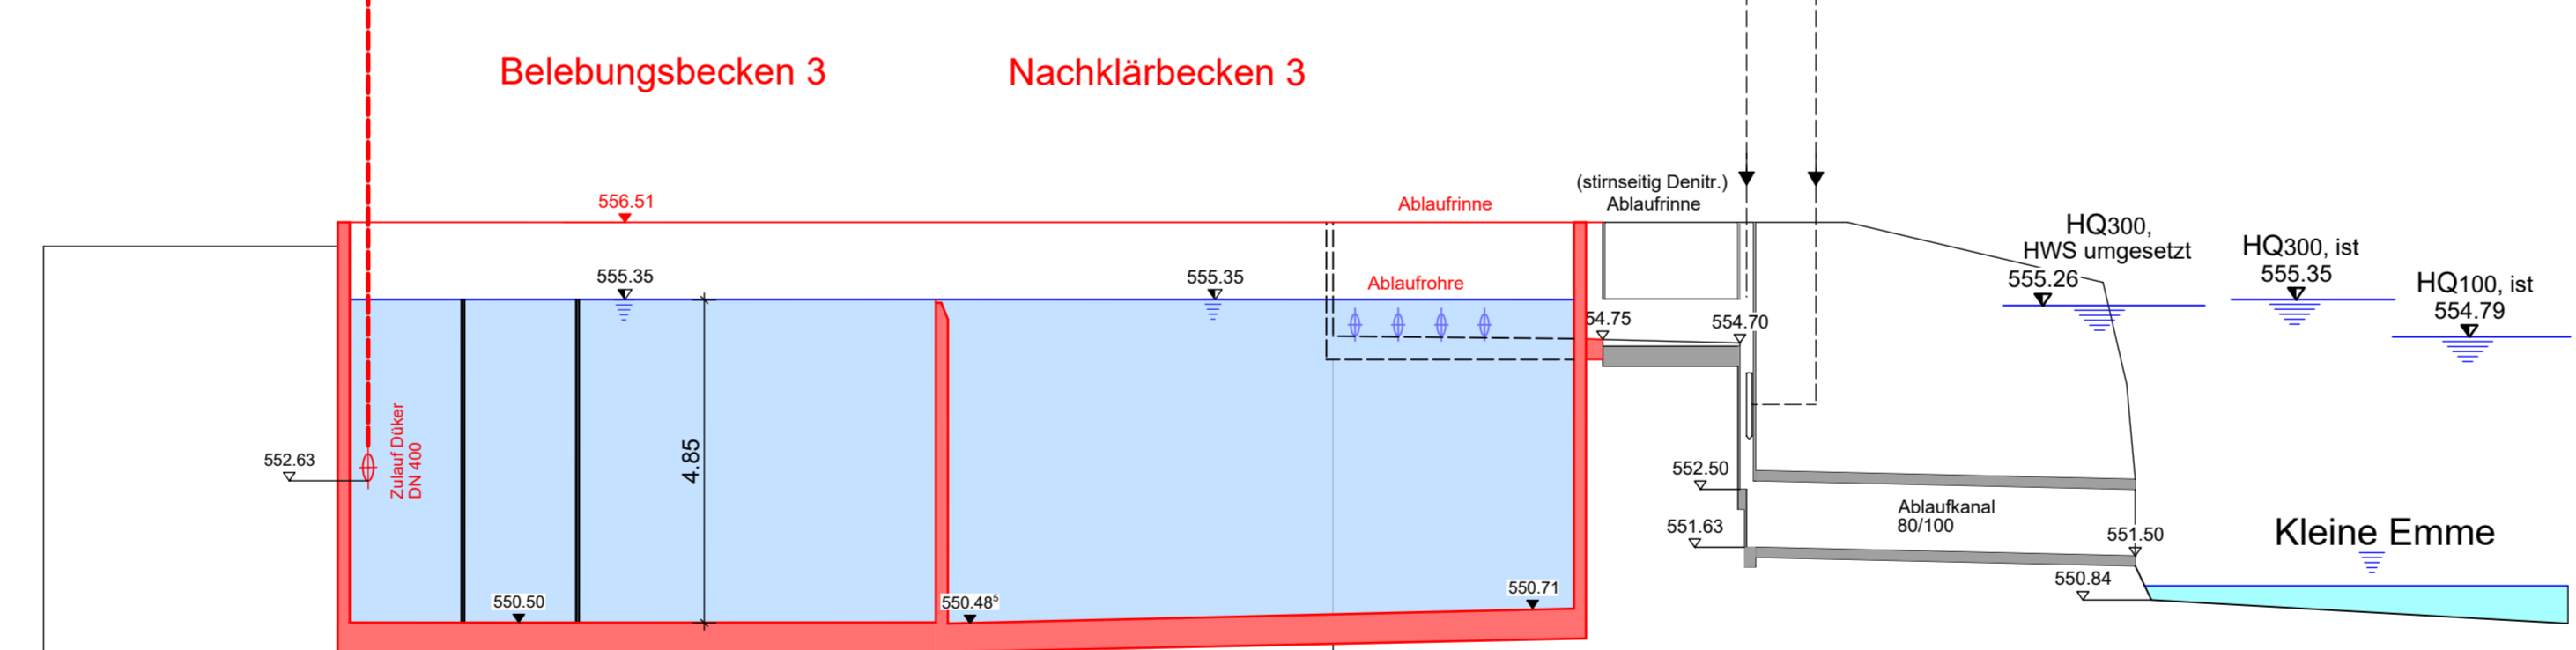 Belebungsbecken 3
Nachklärbecken 3
(stirnseitig Denitr.)
Ablaufrinne
Ablaufrinne
556.51
HQ300,
HWS umgesetzt
555.26
HQ300, ist
555.35
HQ100, ist
554.79
555.35
555.35
Ablaufrohre
54.75
554.70
Zulauf Düker
DN 400
4.85
552.63
552.50
551.63
Ablaufkanal
80/100
551.50
Kleine Emme
550.84
550.50
550.48⁵
550.71